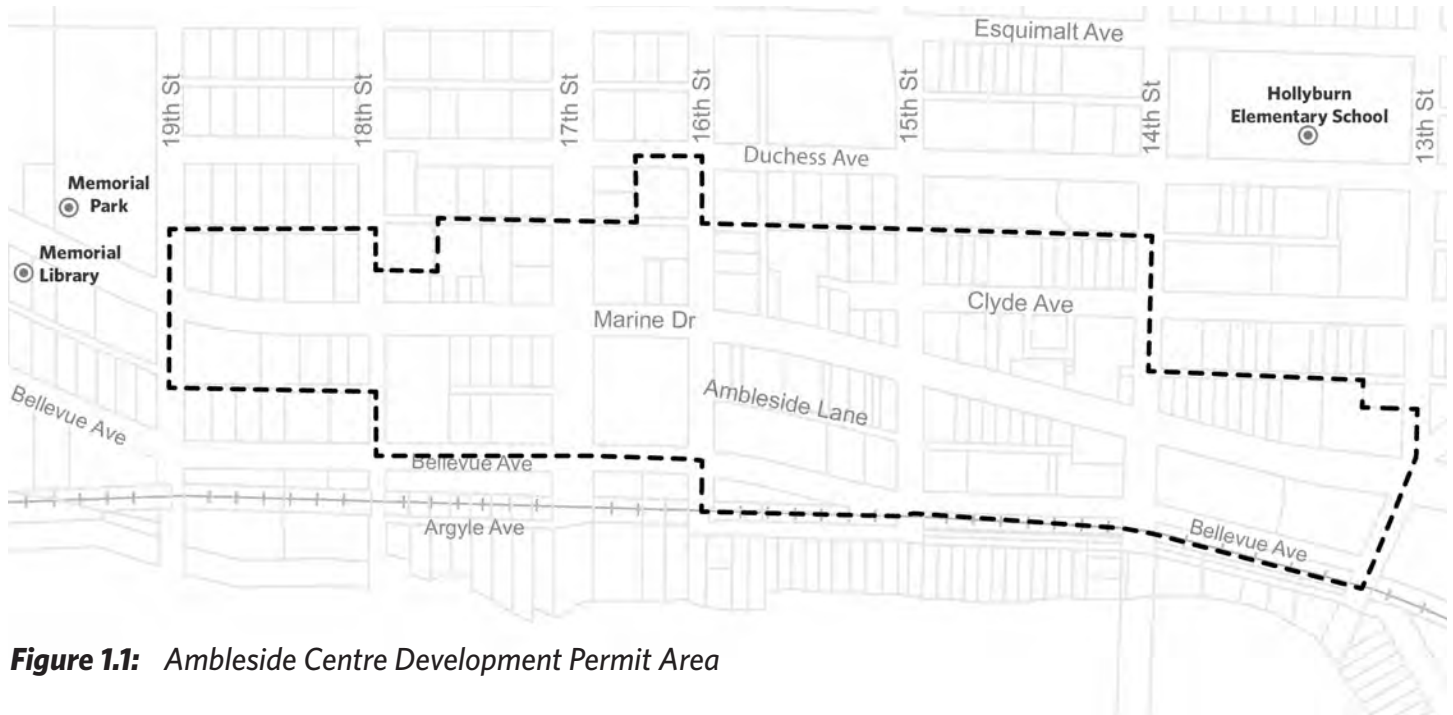 Esquimalt Ave
19th St
18th St
17th St
16th St
15th St
14th St
13th St
Hollyburn
Elementary School
Duchess Ave
Memorial
Park
Memorial
Library
Clyde Ave
Marine Dr
Ambleside Lane
Bellevue Ave
Bellevue Ave
Argyle Ave
Bellevue Ave
Figure 1.1: Ambleside Centre Development Permit Area